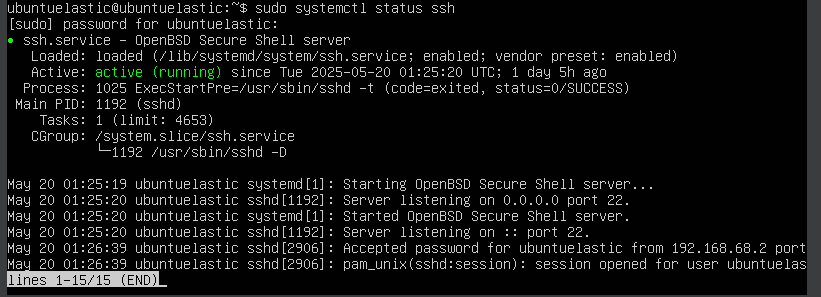 ubuntuelastic@ubuntuelastic:~$ sudo systemctl status ssh
[sudo] password for ubuntuelastic:
● ssh.service – OpenBSD Secure Shell server
   Loaded: loaded (/lib/systemd/system/ssh.service; enabled; vendor preset: enabled)
   Active: active (running) since Tue 2025-05-20 01:25:20 UTC; 1 day 5h ago
  Process: 1025 ExecStartPre=/usr/sbin/sshd -t (code=exited, status=0/SUCCESS)
 Main PID: 1192 (sshd)
    Tasks: 1 (limit: 4653)
   CGroup: /system.slice/ssh.service
           └─1192 /usr/sbin/sshd -D
May 20 01:25:19 ubuntuelastic systemd[1]: Starting OpenBSD Secure Shell server...
May 20 01:25:20 ubuntuelastic sshd[1192]: Server listening on 0.0.0.0 port 22.
May 20 01:25:20 ubuntuelastic systemd[1]: Started OpenBSD Secure Shell server.
May 20 01:25:20 ubuntuelastic sshd[1192]: Server listening on :: port 22.
May 20 01:26:39 ubuntuelastic sshd[2906]: Accepted password for ubuntuelastic from 192.168.68.2 port
May 20 01:26:39 ubuntuelastic sshd[2906]: pam_unix(sshd:session): session opened for user ubuntuelas
lines 1-15/15 (END)